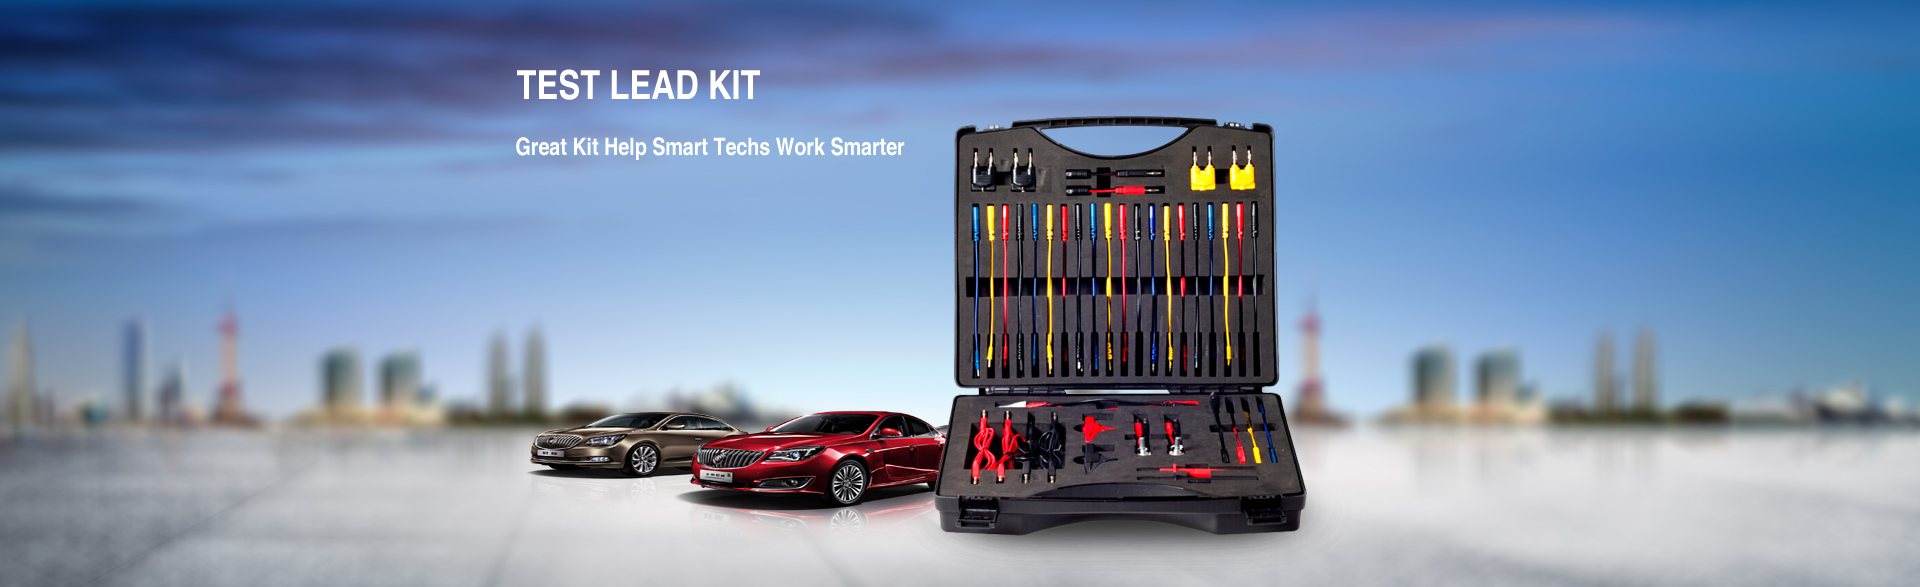 TEST LEAD KIT
Great Kit Help Smart Techs Work Smarter